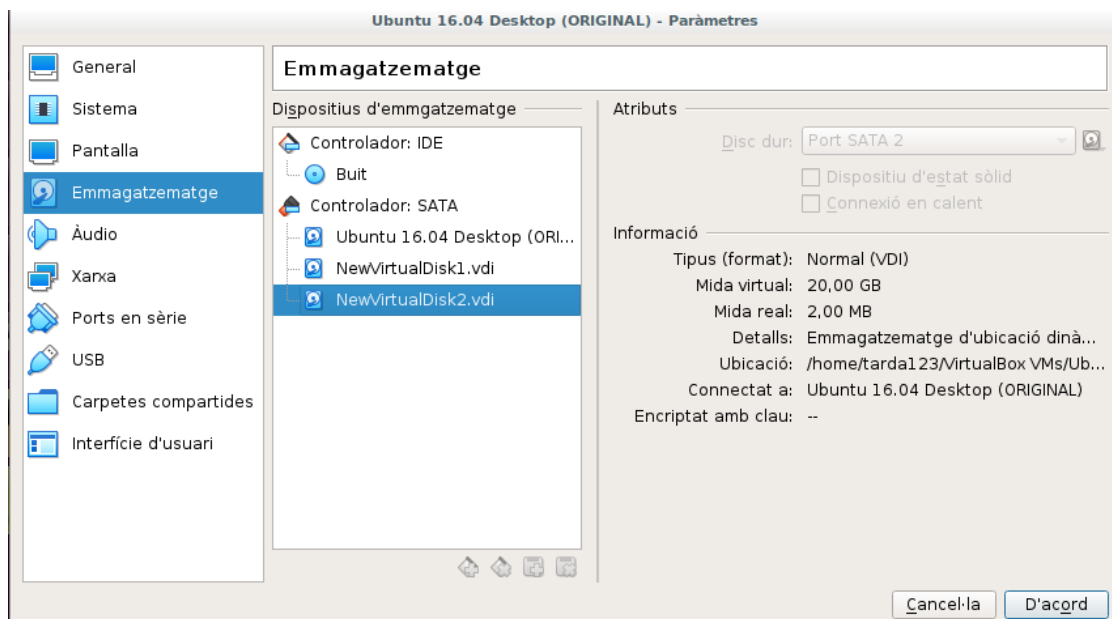 Ubuntu 16.04 Desktop (ORIGINAL) - Paràmetres
General
Sistema
Pantalla
Emmagatzematge
Àudio
Xarxa
Ports en sèrie
USB
Carpetes compartides
Interfície d'usuari
Emmagatzematge
Dispositius d'emmgatzematge
Controlador: IDE
Buit
Controlador: SATA
Ubuntu 16.04 Desktop (ORI...
NewVirtualDisk1.vdi
NewVirtualDisk2.vdi
Atributs
Disc dur: Port SATA 2
Dispositiu d'estat sòlid
Connexió en calent
Informació
Tipus (format): Normal (VDI)
Mida virtual: 20,00 GB
Mida real: 2,00 MB
Detalls: Emmagatzematge d'ubicació dinà...
Ubicació: /home/tarda123/VirtualBox VMs/Ub...
Connectat a: Ubuntu 16.04 Desktop (ORIGINAL)
Encriptat amb clau: --
Cancel·la
D'acord